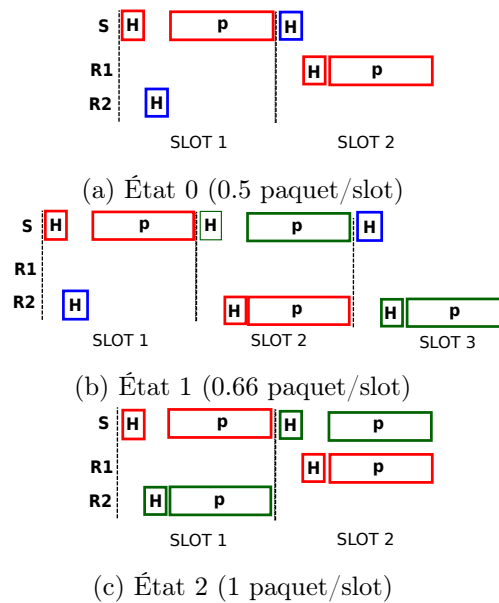 S H p H
R1 H p
R2 H
SLOT 1 SLOT 2
(a) État 0 (0.5 paquet/slot)
S H p H p H
R1
R2 H H p H p
SLOT 1 SLOT 2 SLOT 3
(b) État 1 (0.66 paquet/slot)
S H p H p
R1 H p
R2 H p
SLOT 1 SLOT 2
(c) État 2 (1 paquet/slot)